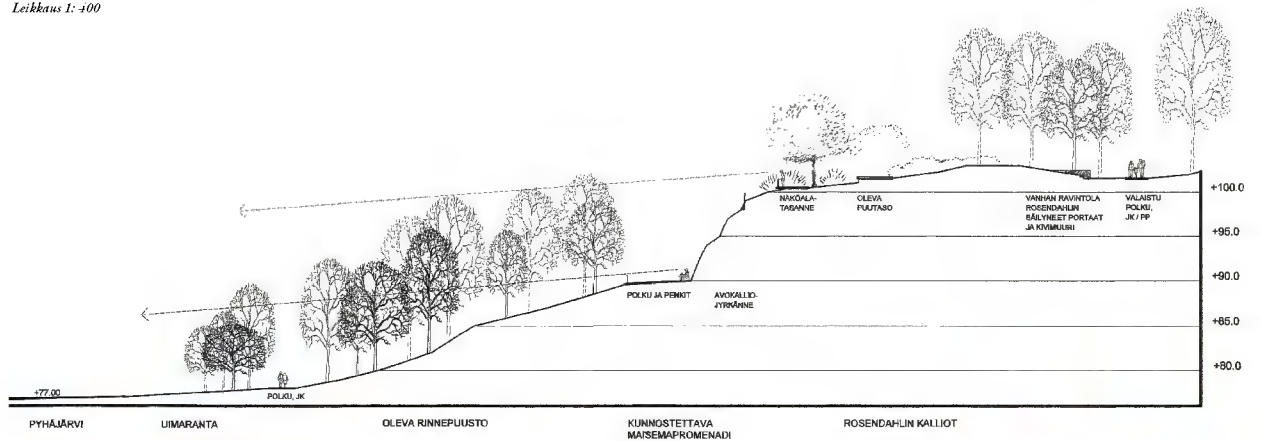 Leikkaus 1: 400
NÄKÖALA-
TASANNE
OLEVA
PUUTASO
VANHAN RAVINTOLA
ROSENDAHLIN
SÄILYNEET PORTAAT
JA KIVIMUURI
VALAISTU
POLKU,
JK / PP
+100.0
+95.0
+90.0
+85.0
+80.0
POLKU JA PENKIT
AVOKALLIO-
JYRKÄNNE
+77.00
POLKU, JK
PYHÄJÄRVI
UIMARANTA
OLEVA RINNEPUUSTO
KUNNOSTETTAVA
MAISEMAPROMENADI
ROSENDAHLIN KALLIOT